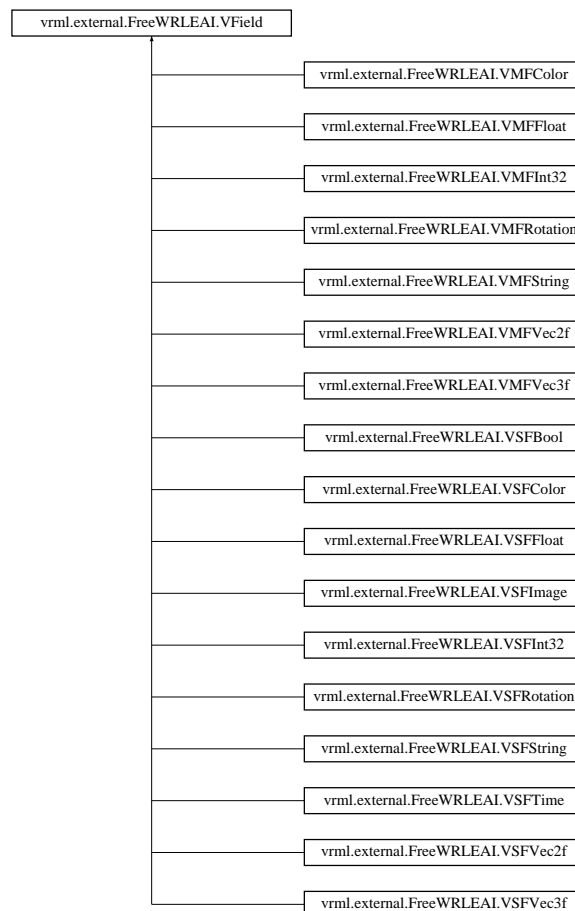 vrml.external.FreeWRLEAI.VField
vrml.external.FreeWRLEAI.VMFColor
vrml.external.FreeWRLEAI.VMFFloat
vrml.external.FreeWRLEAI.VMFInt32
vrml.external.FreeWRLEAI.VMFRotation
vrml.external.FreeWRLEAI.VMFString
vrml.external.FreeWRLEAI.VMFVec2f
vrml.external.FreeWRLEAI.VMFVec3f
vrml.external.FreeWRLEAI.VSFBool
vrml.external.FreeWRLEAI.VSFColor
vrml.external.FreeWRLEAI.VSFFloat
vrml.external.FreeWRLEAI.VSFImage
vrml.external.FreeWRLEAI.VSFInt32
vrml.external.FreeWRLEAI.VSFRotation
vrml.external.FreeWRLEAI.VSFString
vrml.external.FreeWRLEAI.VSFTime
vrml.external.FreeWRLEAI.VSFVec2f
vrml.external.FreeWRLEAI.VSFVec3f